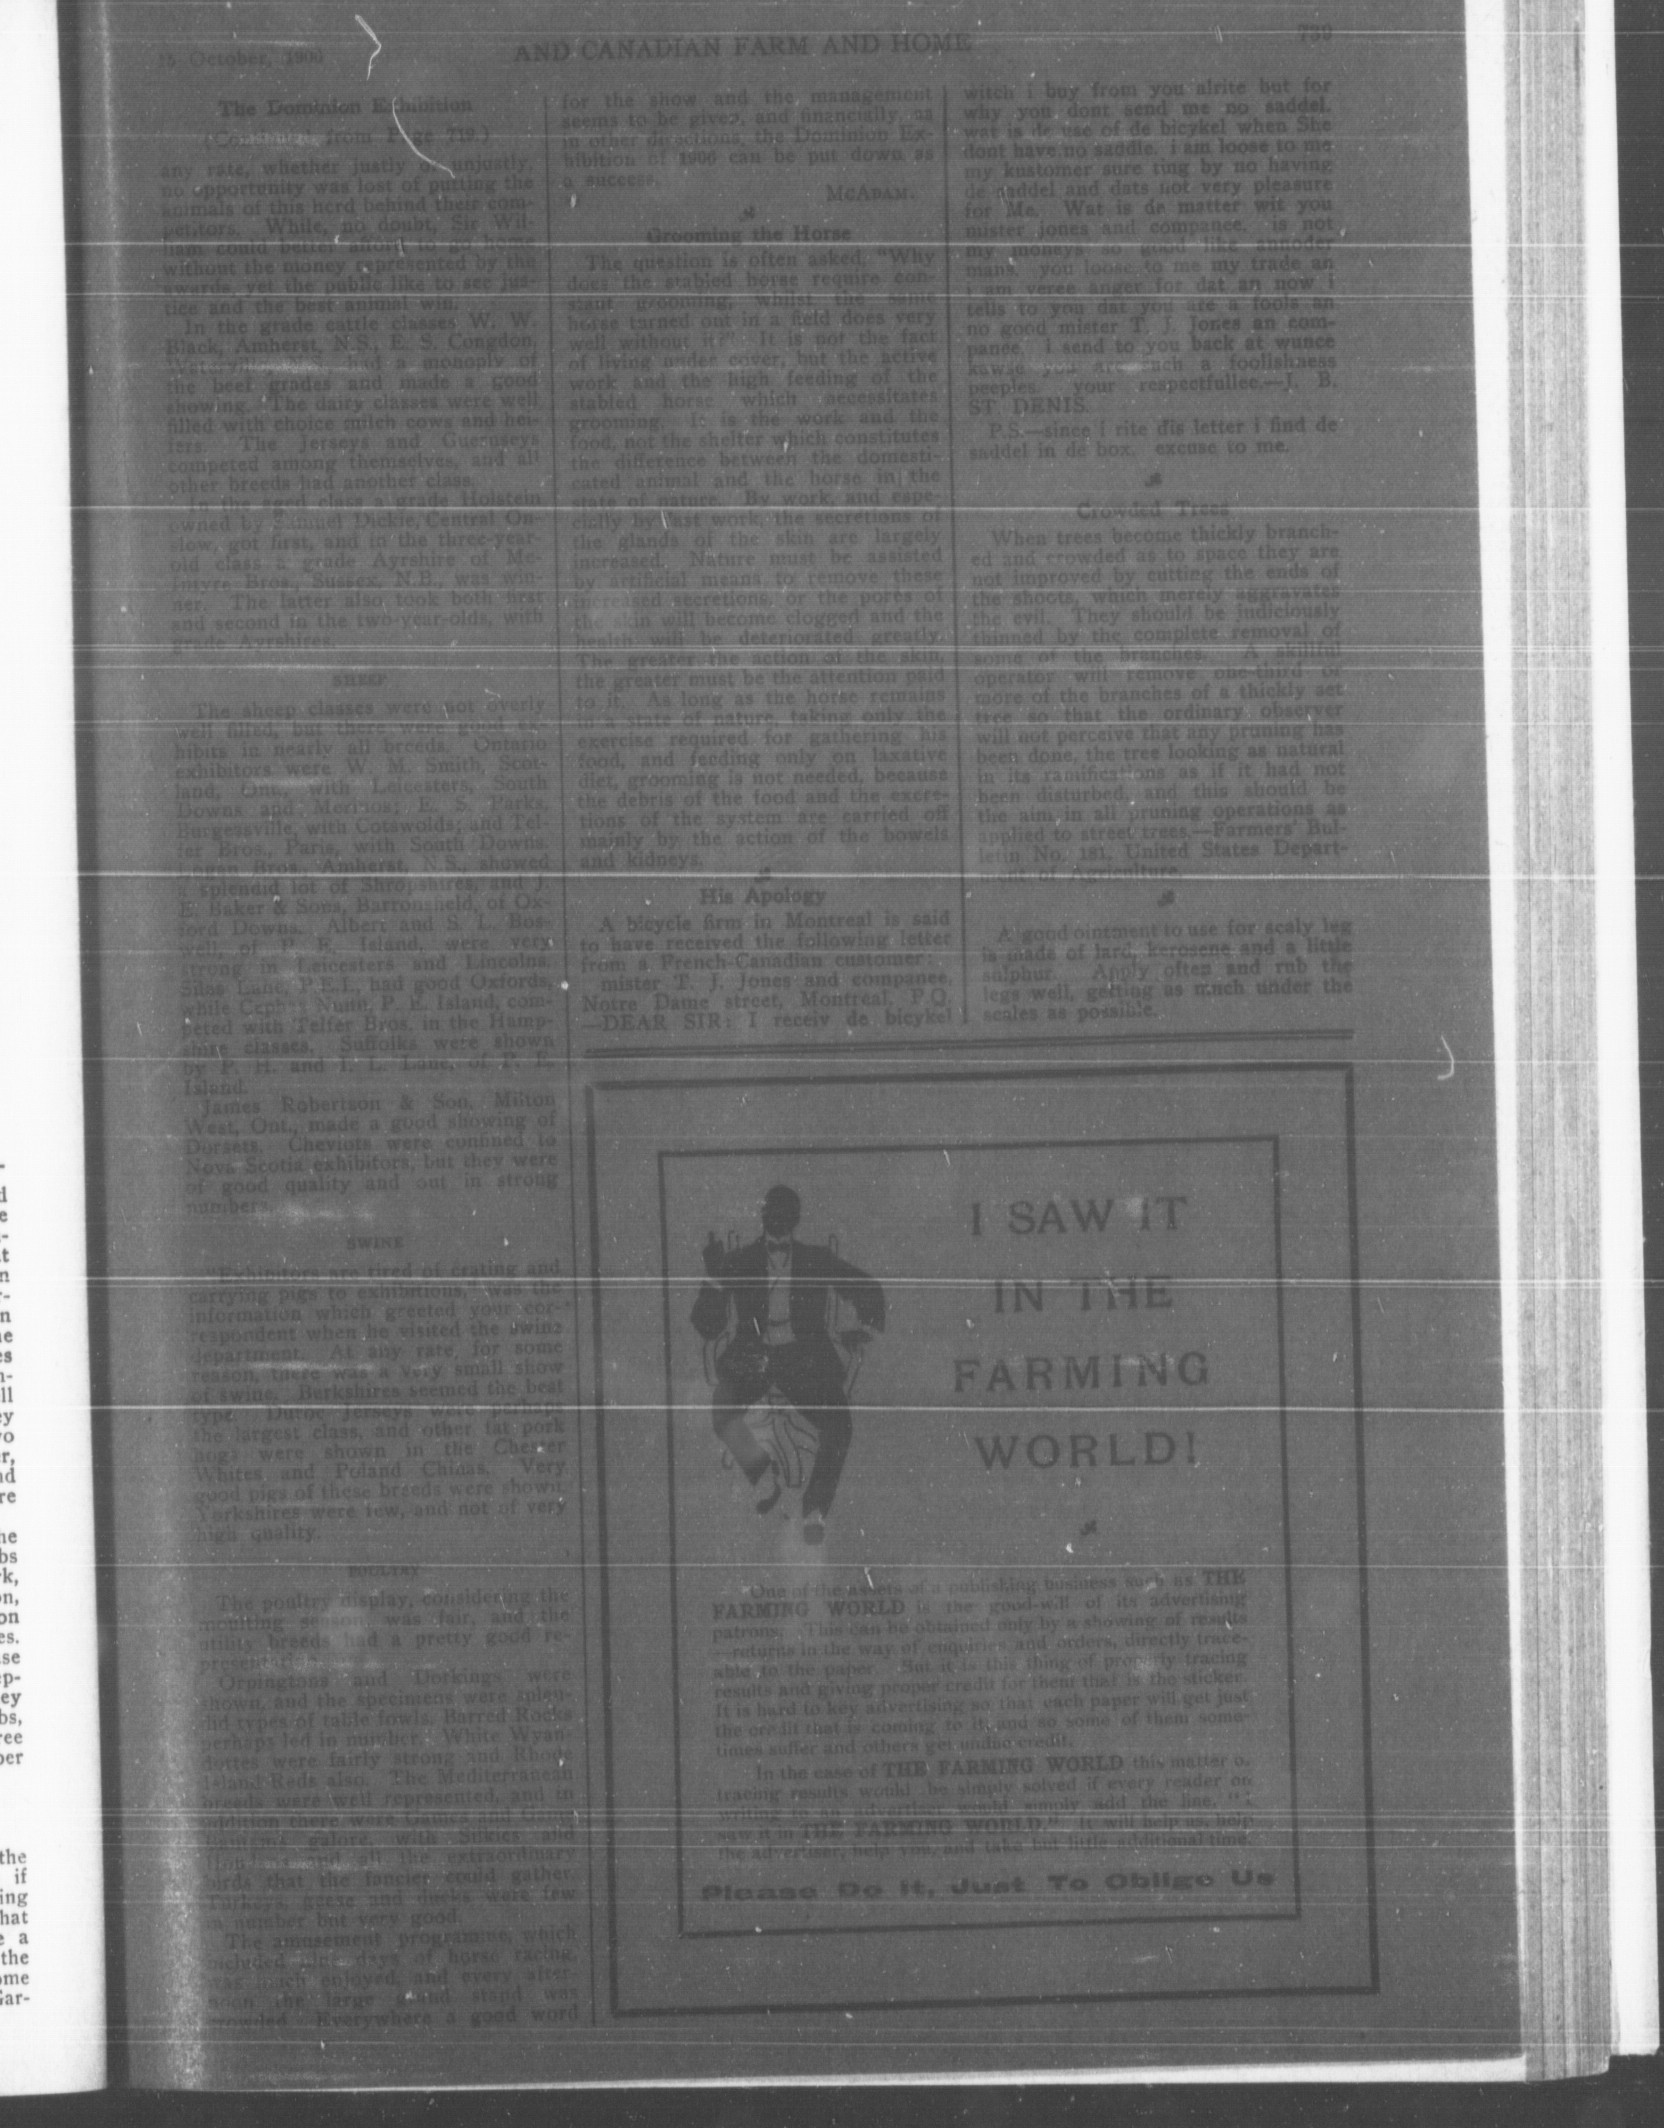 15 October, 1906
AND CANADIAN FARM AND HOME
739
The Dominion Exhibition
(Continued from Page 719.)
any rate, whether justly or unjustly,
no opportunity was lost of putting the
animals of this herd behind their com-
petitors. While, no doubt, Sir Wil-
liam could better afford to go home
without the money represented by the
awards, yet the public like to see jus-
tice and the best animal win.
In the grade cattle classes W. W.
Black, Amherst, N.S., E. S. Congdon,
had a monoply of
the beef grades and made a good
showing. The dairy classes were well
filled with choice milch cows and hei-
fers. The Jerseys and Guernseys
competed among themselves, and all
other breeds had another class.
In the aged class a grade Holstein
owned by Samuel Dickie, Central On-
slow, got first, and in the three-year-
old class a grade Ayrshire of Mc-
Intyre Bros., Sussex, N.B., was win-
ner. The latter also took both first
and second in the two-year-olds, with
grade Ayrshires.
SHEEP
The sheep classes were not overly
well filled, but there were good ex-
hibits in nearly all breeds. Ontario
exhibitors were W. M. Smith, Scot-
land, Ont., with Leicesters, South
Downs and Merinos; E. S. Parks,
Burgessville, with Cotswolds; and Tel-
fer Bros., Paris, with South Downs.
Logan Bros., Amherst, N.S., showed
a splendid lot of Shropshires, and J.
E. Baker & Sons, Barronsfield, of Ox-
ford Downs. Albert and S. L. Bos-
well, of P. E. Island, were very
strong in Leicesters and Lincolns.
Silos Lane, P.E.I., had good Oxfords,
while Cephas Nunn, P. E. Island, com-
peted with Telfer Bros. in the Hamp-
shire classes. Suffolks were shown
by P. H. and I. L. Lane, of P. E.
Island.
James Robertson & Son, Milton
West, Ont., made a good showing of
Dorsets. Cheviots were confined to
Nova Scotia exhibitors, but they were
of good quality and out in strong
numbers.
SWINE
"Exhibitors are tired of crating and
carrying pigs to exhibitions," was the
information which greeted your cor-
respondent when he visited the swine
department. At any rate, for some
reason, there was a very small show
of swine. Berkshires seemed the best
type. Duroc Jerseys were perhaps
the largest class, and other fat pork
hogs were shown in the Chester
Whites and Poland Chinas. Very
good pigs of these breeds were shown.
Yorkshires were few, and not of very
high quality.
POULTRY
The poultry display, considering the
moulting season, was fair, and the
utility breeds had a pretty good re-
presentation.
Orpingtons and Dorkings were
shown, and the specimens were splen-
did types of table fowls. Barred Rocks
perhaps led in number. White Wyan-
dottes were fairly strong and Rhode
Island Reds also. The Mediterranean
breeds were well represented, and in
addition there were Games and Game
Bantams galore, with Silkies and
and all the extraordinary
birds that the fancier could gather.
Turkeys, geese and ducks were few
in number but very good.
The amusement programme, which
included days of horse racing,
was much enjoyed, and every after-
noon the large grand stand was
crowded. Everywhere a good word
for the show and the management
seems to be given, and financially, as
in other directions, the Dominion Ex-
hibition of 1906 can be put down as
a success.
MCADAM.
Grooming the Horse
The question is often asked, "Why
does the stabled horse require con-
stant grooming, whilst the same
horse turned out in a field does very
well without it?" It is not the fact
of living under cover, but the active
work and the high feeding of the
stabled horse which necessitates
grooming. It is the work and the
food, not the shelter which constitutes
the difference between the domesti-
cated animal and the horse in the
state of nature. By work, and espe-
cially by fast work, the secretions of
the glands of the skin are largely
increased. Nature must be assisted
by artificial means to remove these
increased secretions, or the pores of
the skin will become clogged and the
health will be deteriorated greatly.
The greater the action of the skin,
the greater must be the attention paid
to it. As long as the horse remains
in a state of nature, taking only the
exercise required for gathering his
food, and feeding only on laxative
diet, grooming is not needed, because
the debris of the food and the excre-
tions of the system are carried off
mainly by the action of the bowels
and kidneys.
His Apology
A bicycle firm in Montreal is said
to have received the following letter
from a French-Canadian customer:
mister T. J. Jones and companee,
Notre Dame street, Montreal, P.Q.
—DEAR SIR: I receiv de bicykel
witch i buy from you alrite but for
why you dont send me no saddel.
wat is de use of de bicykel when She
dont have no saddle. i am loose to me
my kustomer sure ting by no having
de saddel and dats not very pleasure
for Me. Wat is de matter wit you
mister jones and companee. is not
my moneys so good like annoder
mans. you loose to me my trade an
i am veree anger for dat an now i
tells to you dat you are a fools an
no good mister T. J. Jones an com-
panee. i send to you back at wunce
kawse you are such a foolishness
peeples. your respectfullee.—J. B.
ST. DENIS.
P.S.—since i rite dis letter i find de
saddel in de box. excuse to me.
Crowded Trees
When trees become thickly branch-
ed and crowded as to space they are
not improved by cutting the ends of
the shoots, which merely aggravates
the evil. They should be judiciously
thinned by the complete removal of
some of the branches. A skillful
operator will remove one-third or
more of the branches of a thickly set
tree so that the ordinary observer
will not perceive that any pruning has
been done, the tree looking as natural
in its ramifications as if it had not
been disturbed, and this should be
the aim in all pruning operations as
applied to street trees.—Farmers' Bul-
letin No. 181, United States Depart-
ment of Agriculture.
A good ointment to use for scaly leg
is made of lard, kerosene and a little
sulphur. Apply often and rub the
legs well, getting as much under the
scales as possible.
I SAW IT
IN THE
FARMING
WORLD!
One of the assets of a publishing business such as THE
FARMING WORLD is the good-will of its advertising
patrons. This can be obtained only by a showing of results
—returns in the way of enquiries and orders, directly trace-
able to the paper. But it is this thing of properly tracing
results and giving proper credit for them that is the sticker.
It is hard to key advertising so that each paper will get just
the credit that is coming to it, and so some of them some-
times suffer and others get undue credit.
In the case of THE FARMING WORLD this matter of
tracing results would be simply solved if every reader on
writing to an advertiser would simply add the line, "I
saw it in THE FARMING WORLD." It will help us, help
the advertiser, help you, and take but little additional time.
Please Do It, Just To Oblige Us